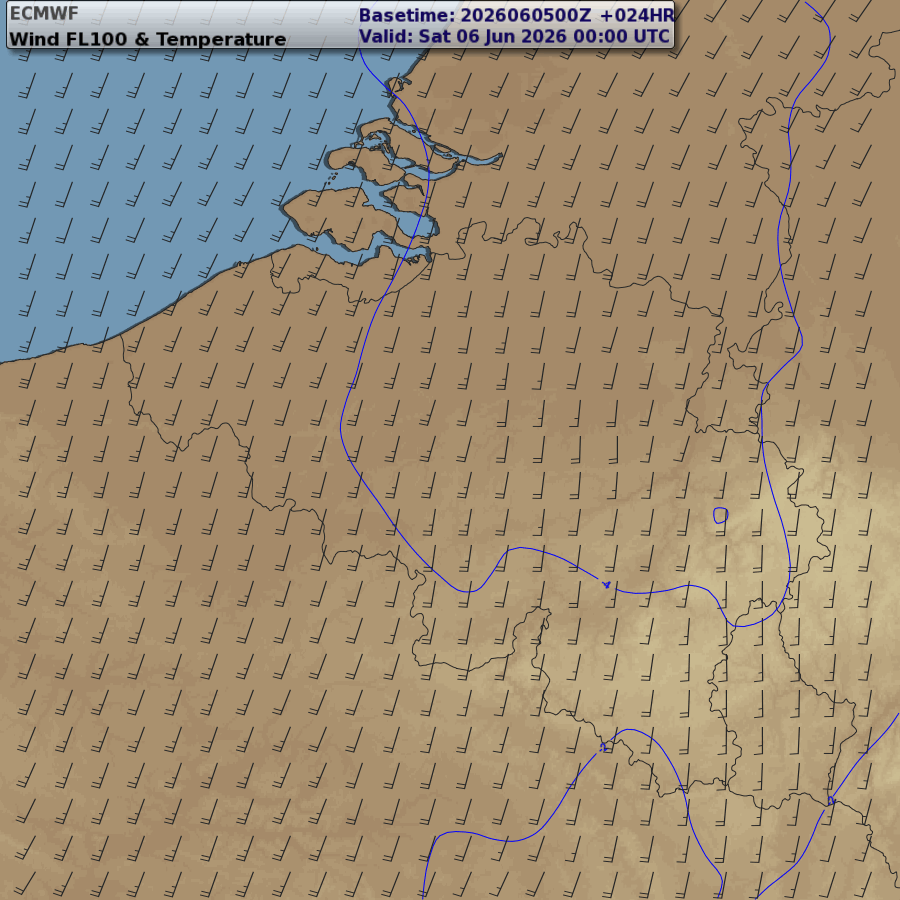 ECMWF
Basetime: 2026060500Z +024HR
Wind FL100 & Temperature
Valid: Sat 06 Jun 2026 00:00 UTC